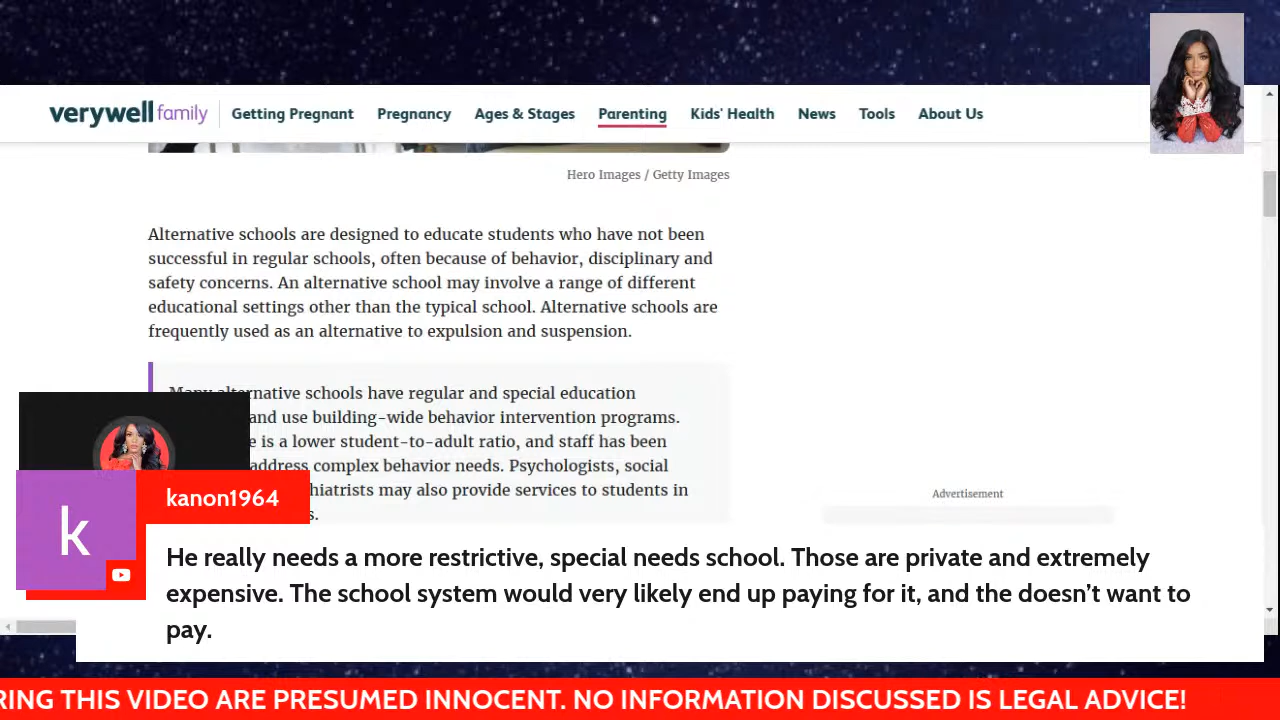 verywell family
Getting Pregnant Pregnancy Ages & Stages Parenting Kids' Health News Tools About Us
Hero Images / Getty Images
Alternative schools are designed to educate students who have not been
successful in regular schools, often because of behavior, disciplinary and
safety concerns. An alternative school may involve a range of different
educational settings other than the typical school. Alternative schools are
frequently used as an alternative to expulsion and suspension.
Many alternative schools have regular and special education
and use building-wide behavior intervention programs.
is a lower student-to-adult ratio, and staff has been
address complex behavior needs. Psychologists, social
may also provide services to students in
Advertisement
k
kanon1964
He really needs a more restrictive, special needs school. Those are private and extremely
expensive. The school system would very likely end up paying for it, and the doesn't want to
pay.
RING THIS VIDEO ARE PRESUMED INNOCENT. NO INFORMATION DISCUSSED IS LEGAL ADVICE!